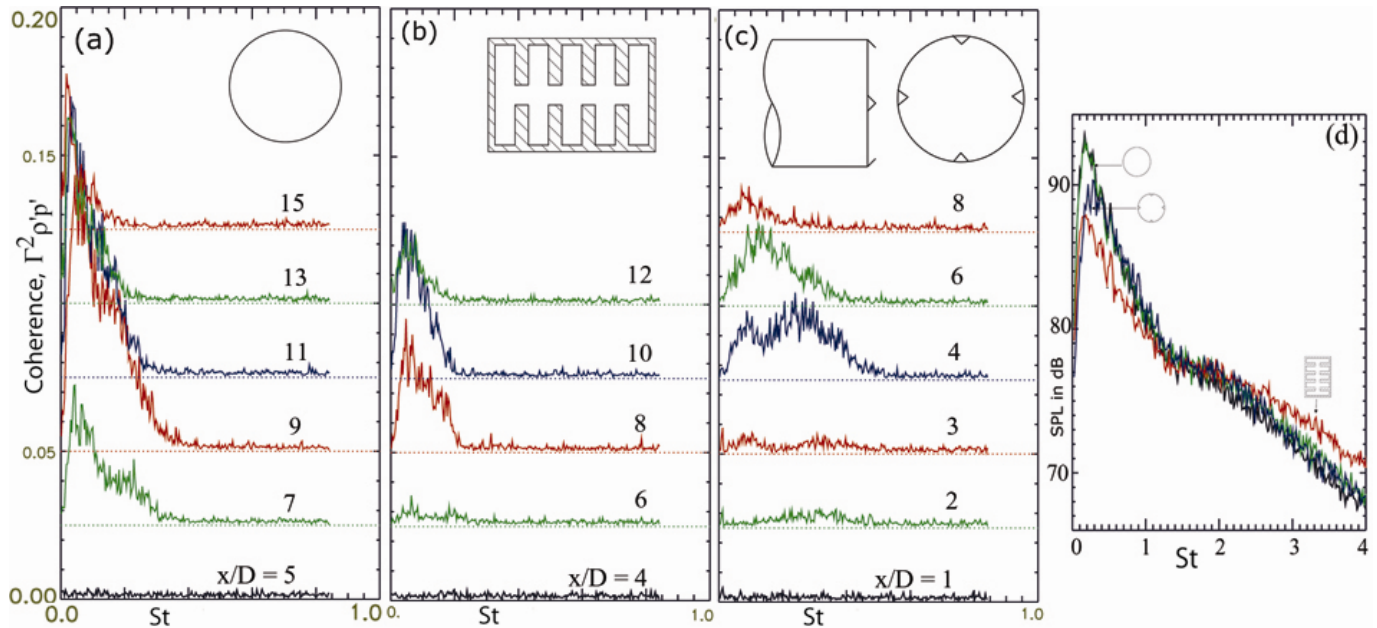 0.20
(a)
(b)
(c)
(d)
0.15
Coherence, Γ⁻²ρ'p'
0.05
0.00
15
13
11
9
7
x/D = 5
0.0
St
1.0
12
10
8
6
x/D = 4
0.
St
1.0
8
6
4
3
2
x/D = 1
0.
St
1.0
SPL in dB
90
80
70
0
1
2
3
4
St